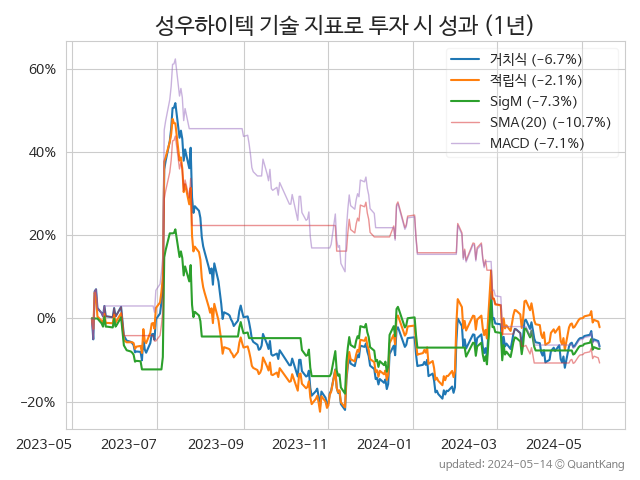 성우하이텍 기술 지표로 투자 시 성과 (1년)
거치식 (−6.7%)
적립식 (−2.1%)
SigM (−7.3%)
SMA(20) (−10.7%)
MACD (−7.1%)
60%
40%
20%
0%
−20%
2023-05 2023-07 2023-09 2023-11 2024-01 2024-03 2024-05
updated: 2024-05-14 © QuantKang